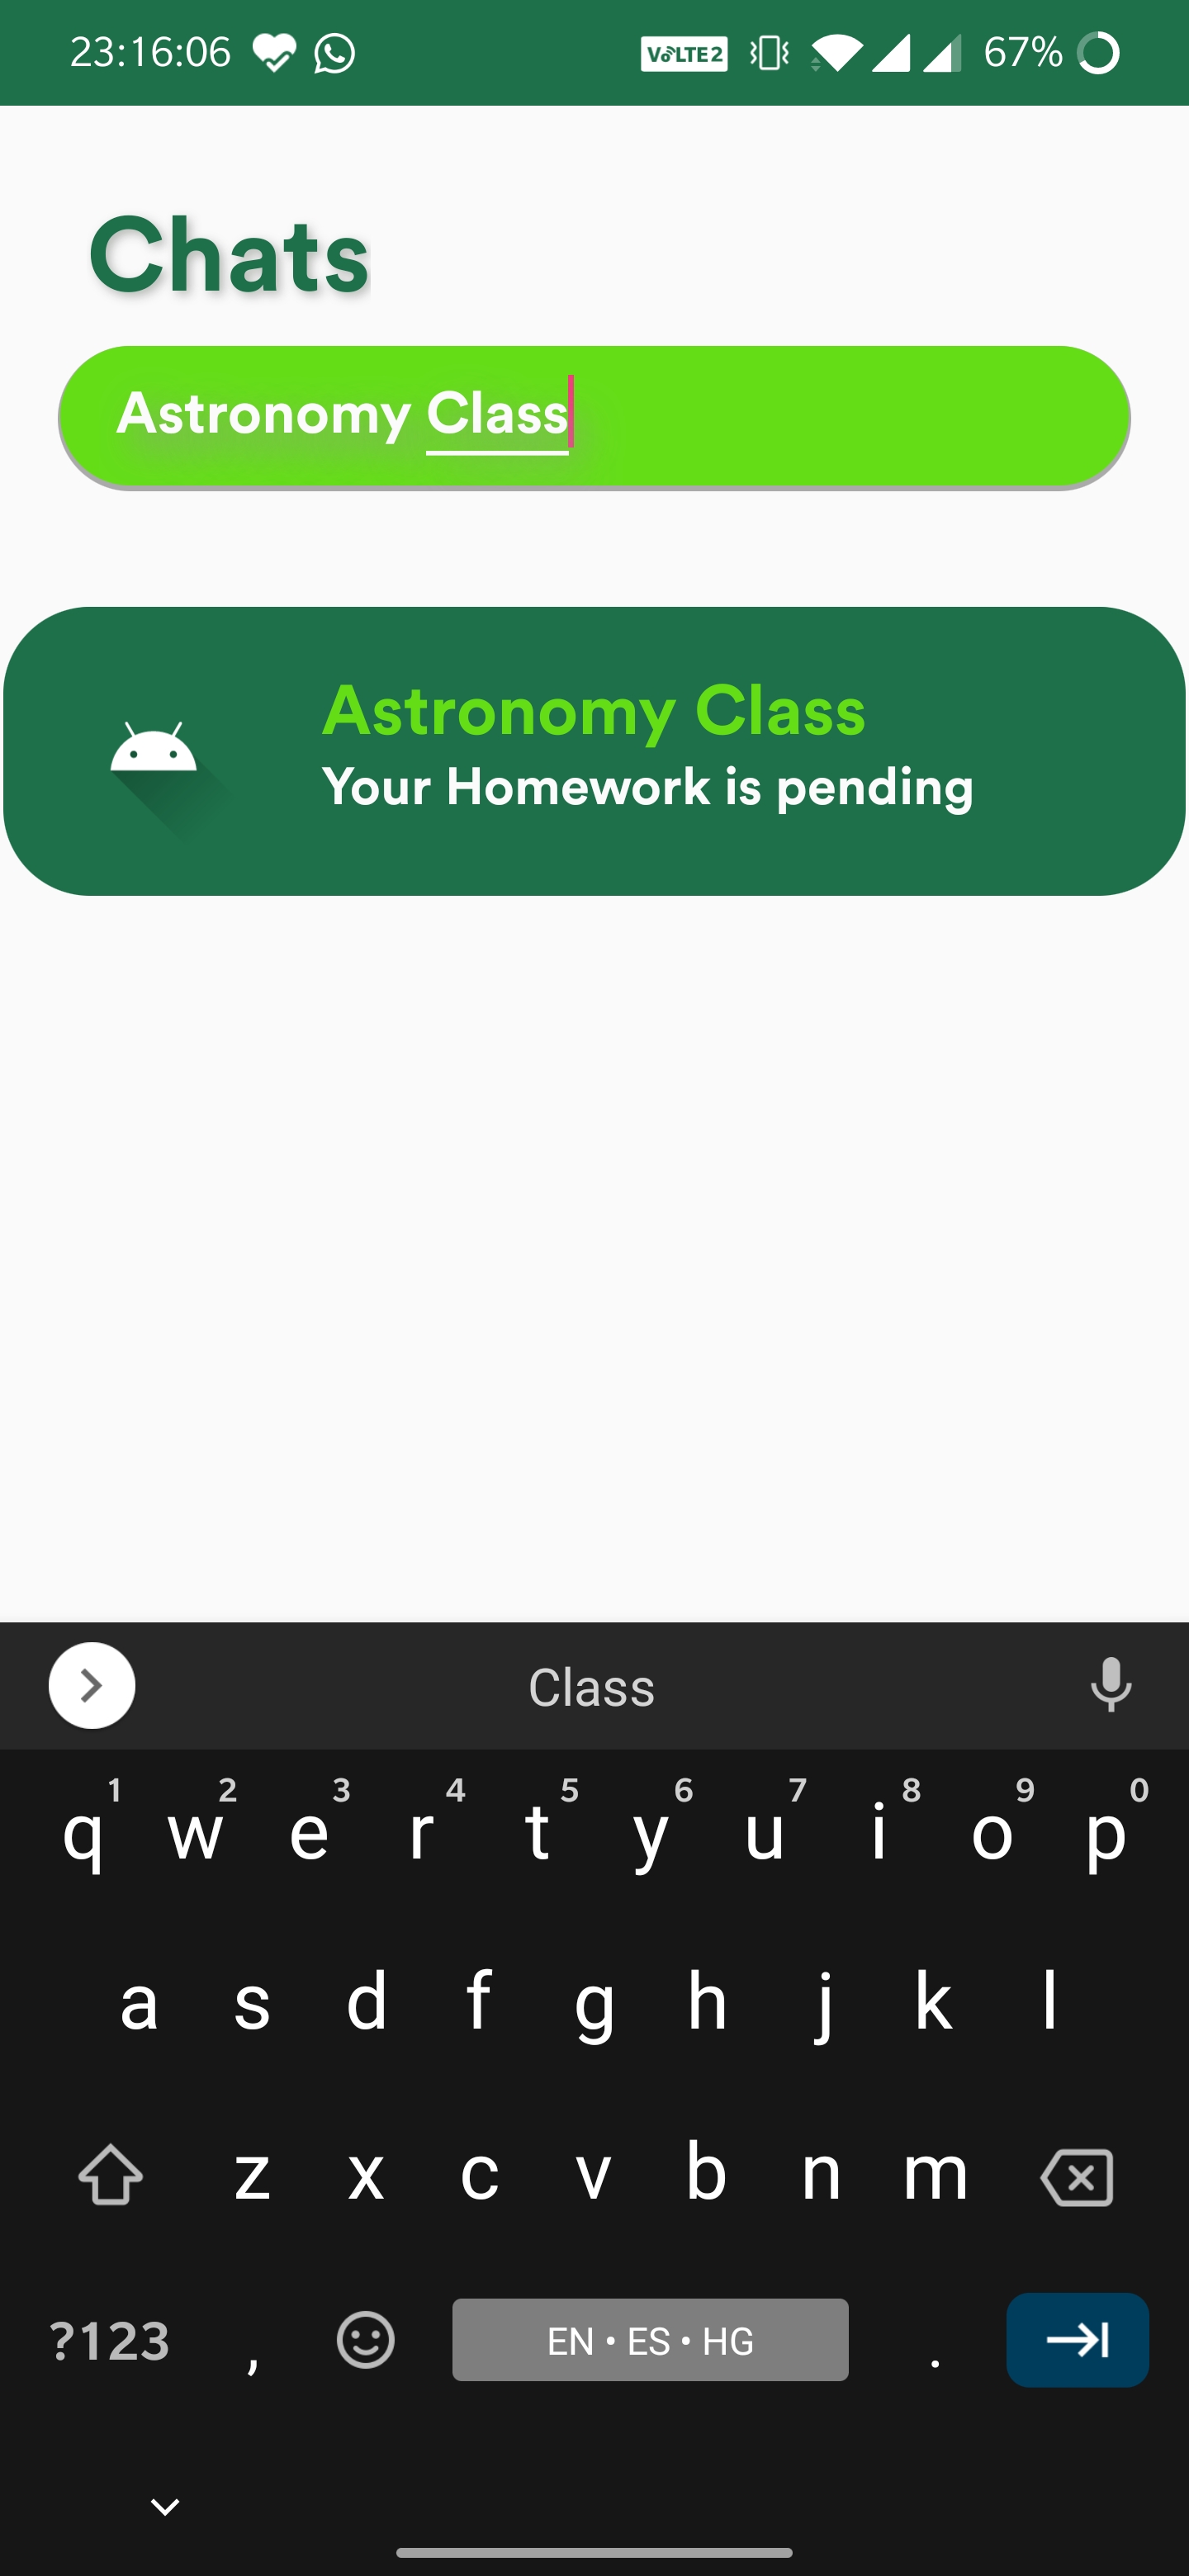 23:16:06 VoLTE2 67%
Chats
Astronomy Class
Astronomy Class
Your Homework is pending
Class
1 2 3 4 5 6 7 8 9 0
q w e r t y u i o p
a s d f g h j k l
z x c v b n m
?123 , EN • ES • HG .